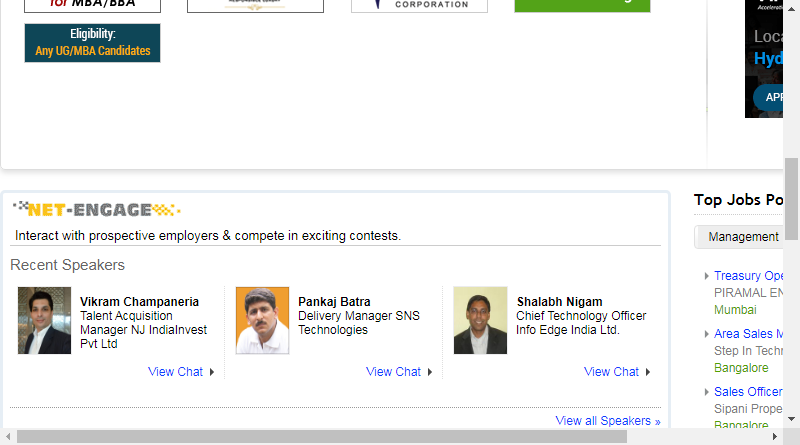 for MBA/BBA
CORPORATION
Eligibility:
Any UG/MBA Candidates
Loca
Hyd
APP
NET-ENGAGE
Interact with prospective employers & compete in exciting contests.
Recent Speakers
Vikram Champaneria
Talent Acquisition
Manager NJ IndiaInvest
Pvt Ltd
View Chat
Pankaj Batra
Delivery Manager SNS
Technologies
View Chat
Shalabh Nigam
Chief Technology Officer
Info Edge India Ltd.
View Chat
View all Speakers »
Top Jobs Po
Management
Treasury Ope
PIRAMAL EN
Mumbai
Area Sales M
Step In Techn
Bangalore
Sales Officer
Sipani Prope
Bangalore